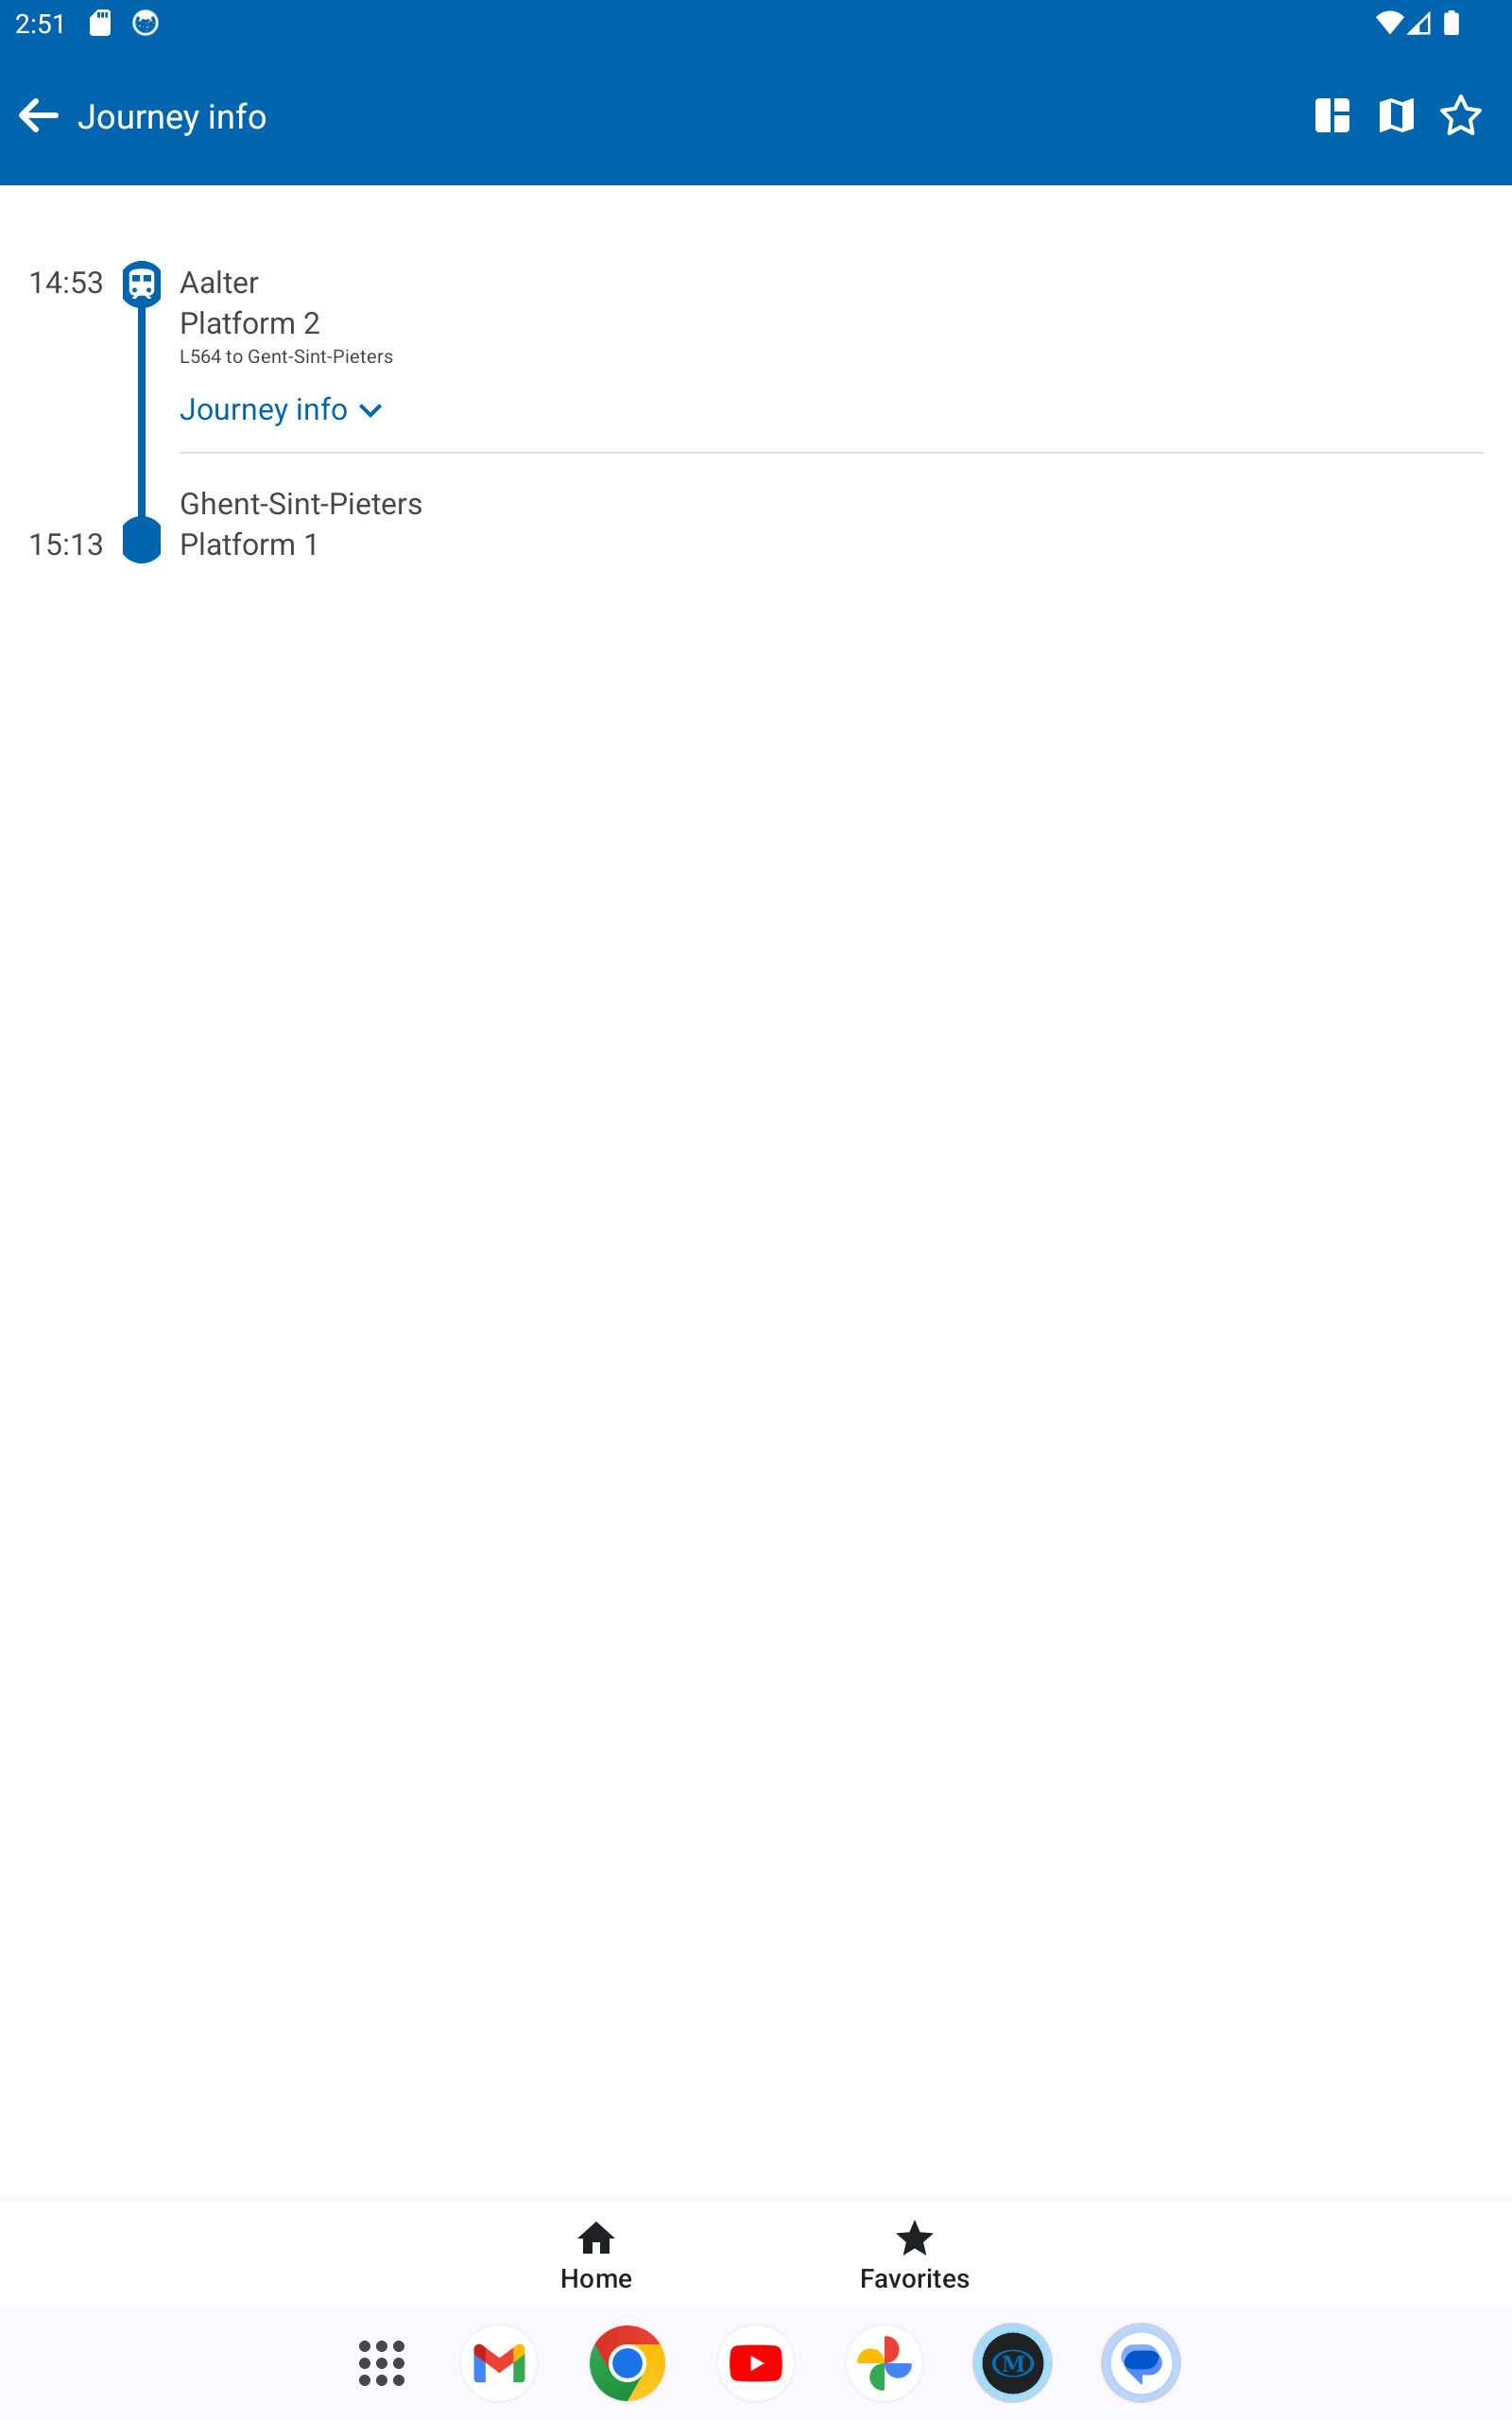 2:51
Journey info
14:53
Aalter
Platform 2
L564 to Gent-Sint-Pieters
Journey info
Ghent-Sint-Pieters
15:13
Platform 1
Home
Favorites
M